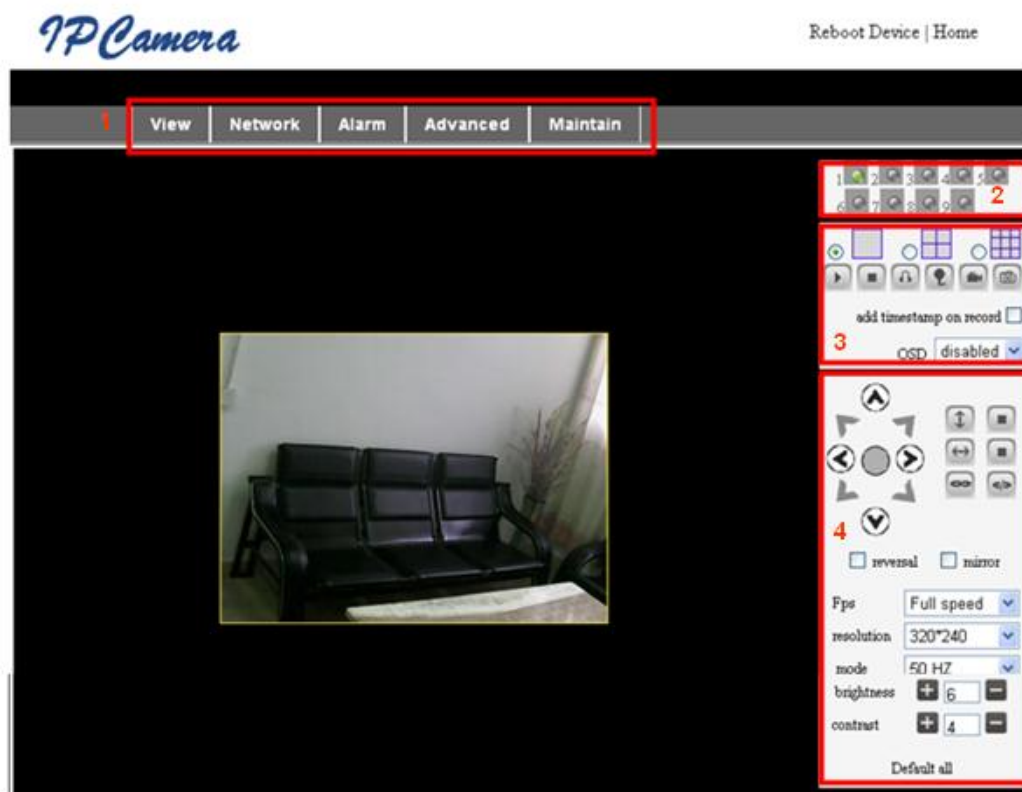 IPCamera
Reboot Device | Home
1 View Network Alarm Advanced Maintain
1 2 3 4 5
6 7 8 9 2
add timestamp on record
3 OSD disabled
4
reversal mirror
Fps Full speed
resolution 320*240
mode 50 HZ
brightness + 6 −
contrast + 4 −
Default all